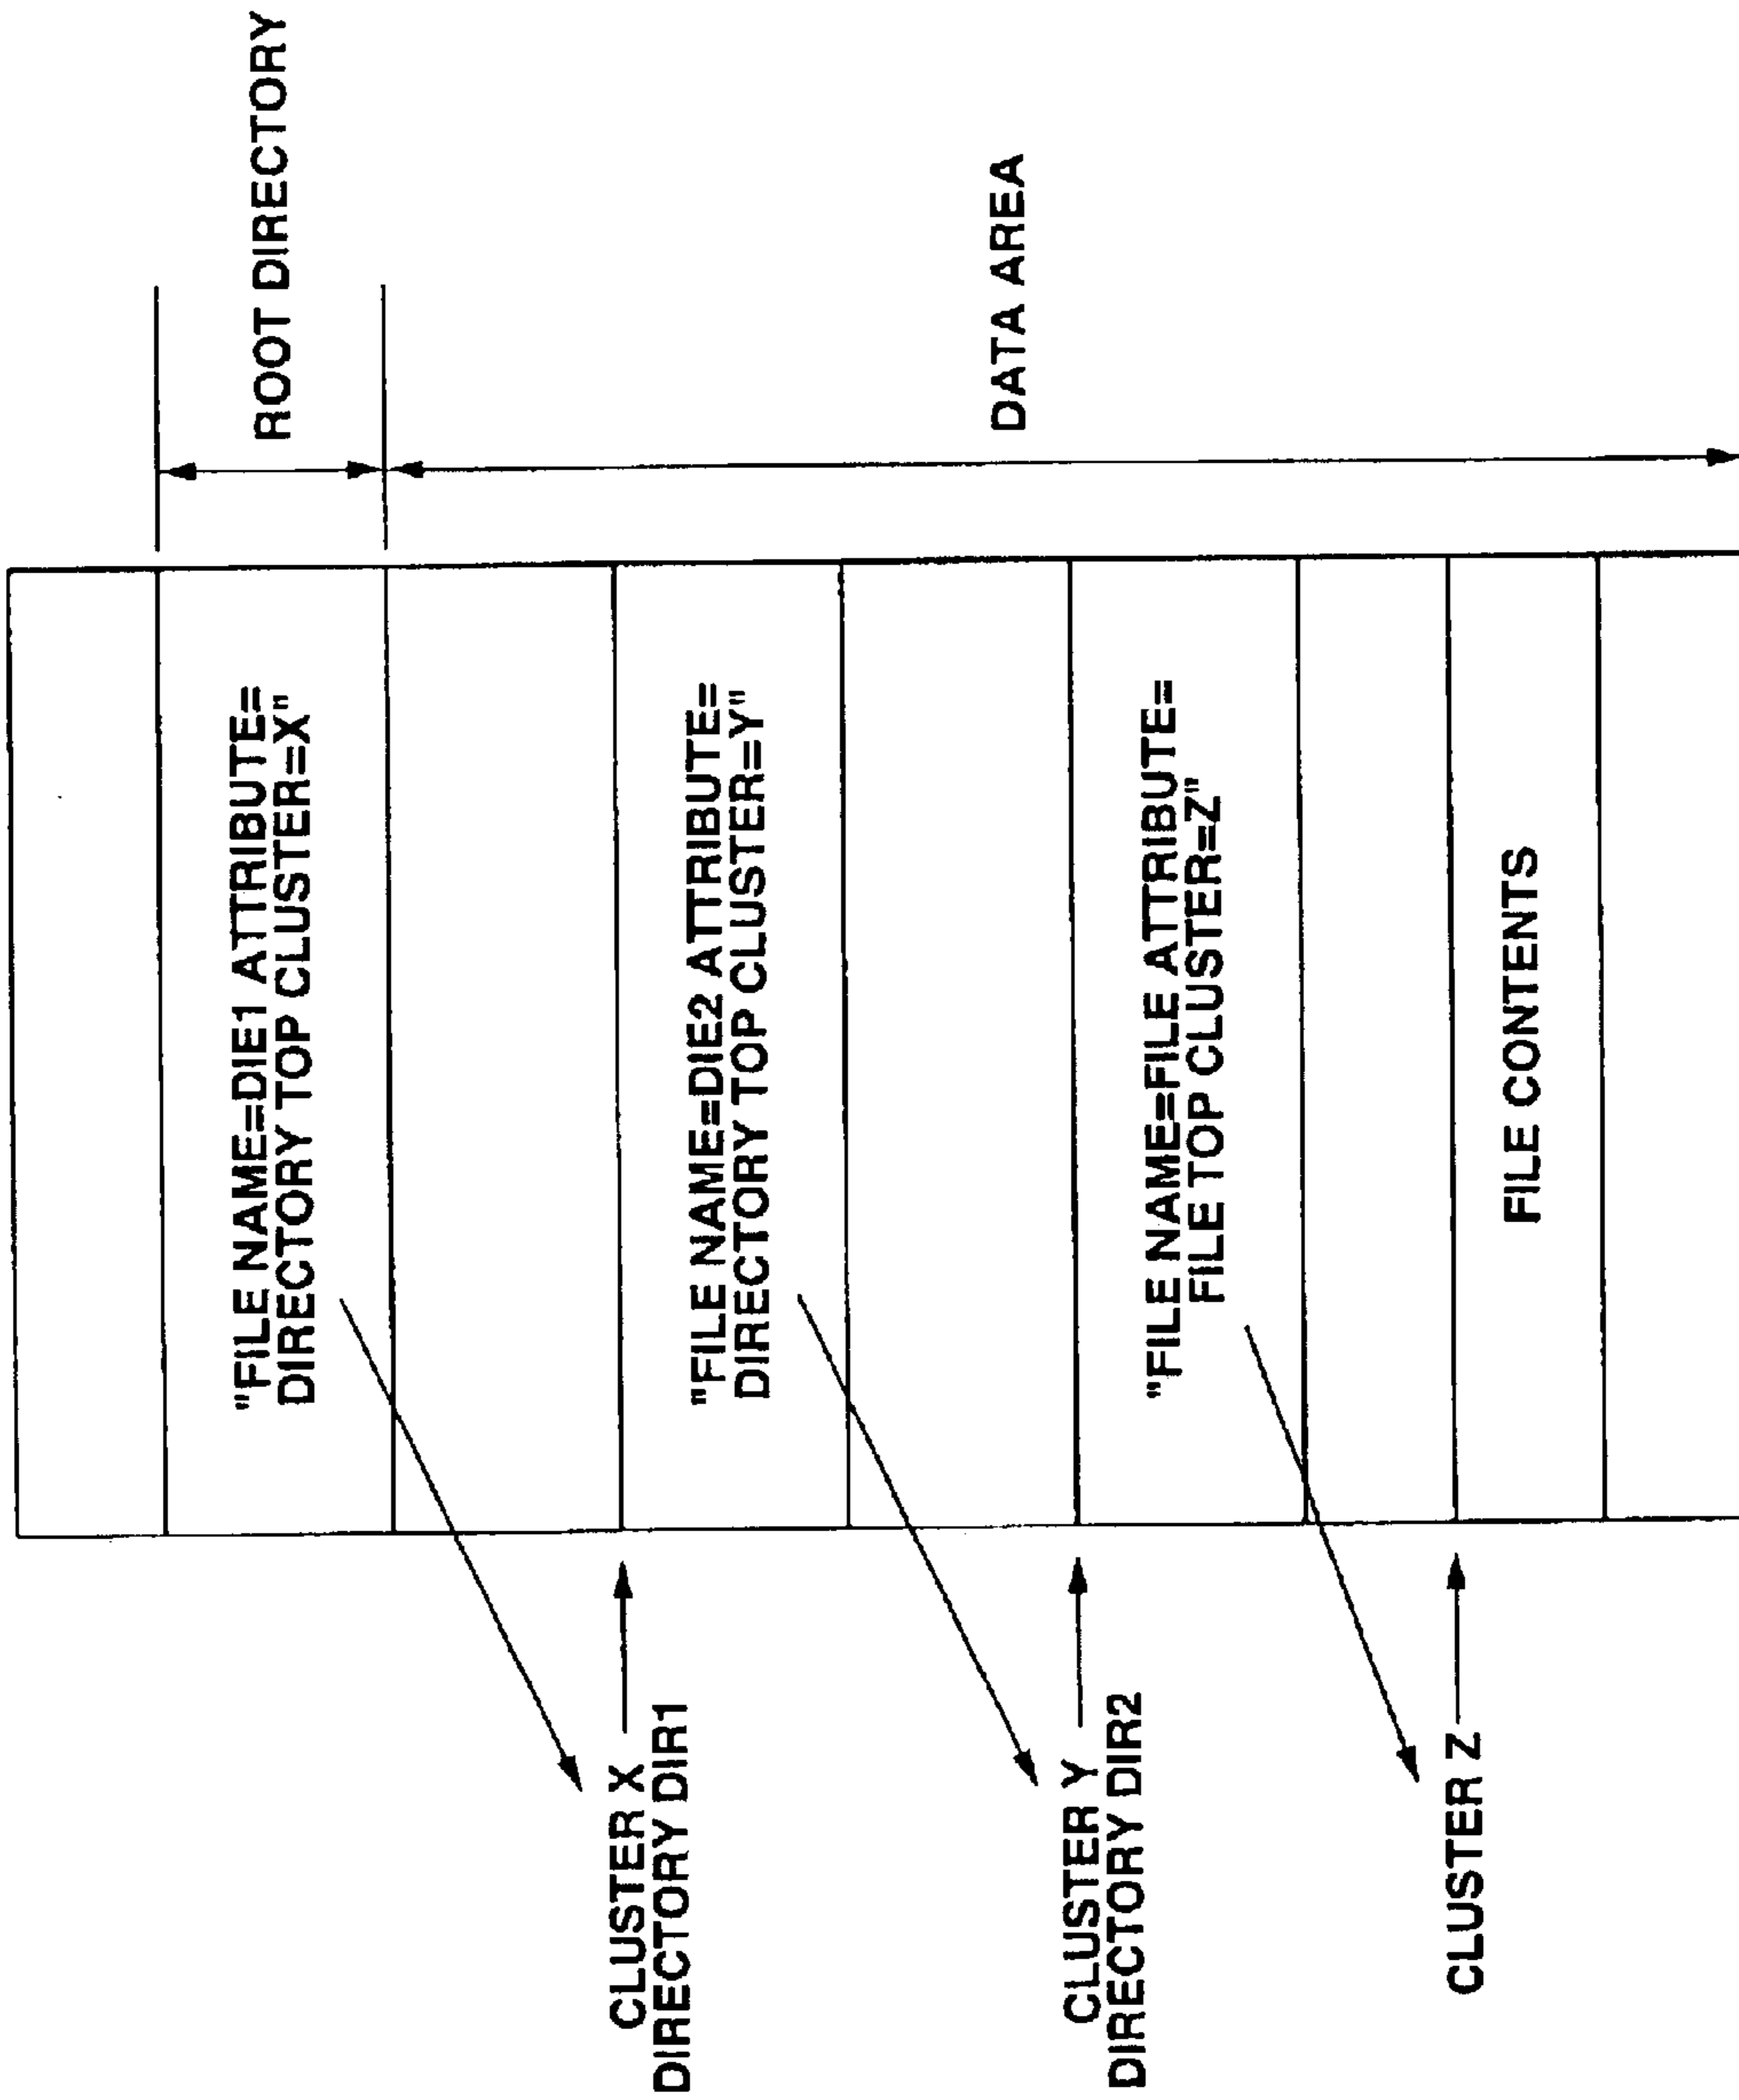 ROOT DIRECTORY
"FILE NAME=DIE1 ATTRIBUTE=
DIRECTORY TOP CLUSTER=X"
CLUSTER X
DIRECTORY DIR1
"FILE NAME=DIE2 ATTRIBUTE=
DIRECTORY TOP CLUSTER=Y"
DATA AREA
CLUSTER Y
DIRECTORY DIR2
"FILE NAME=FILE ATTRIBUTE=
FILE TOP CLUSTER=Z"
CLUSTER Z
FILE CONTENTS